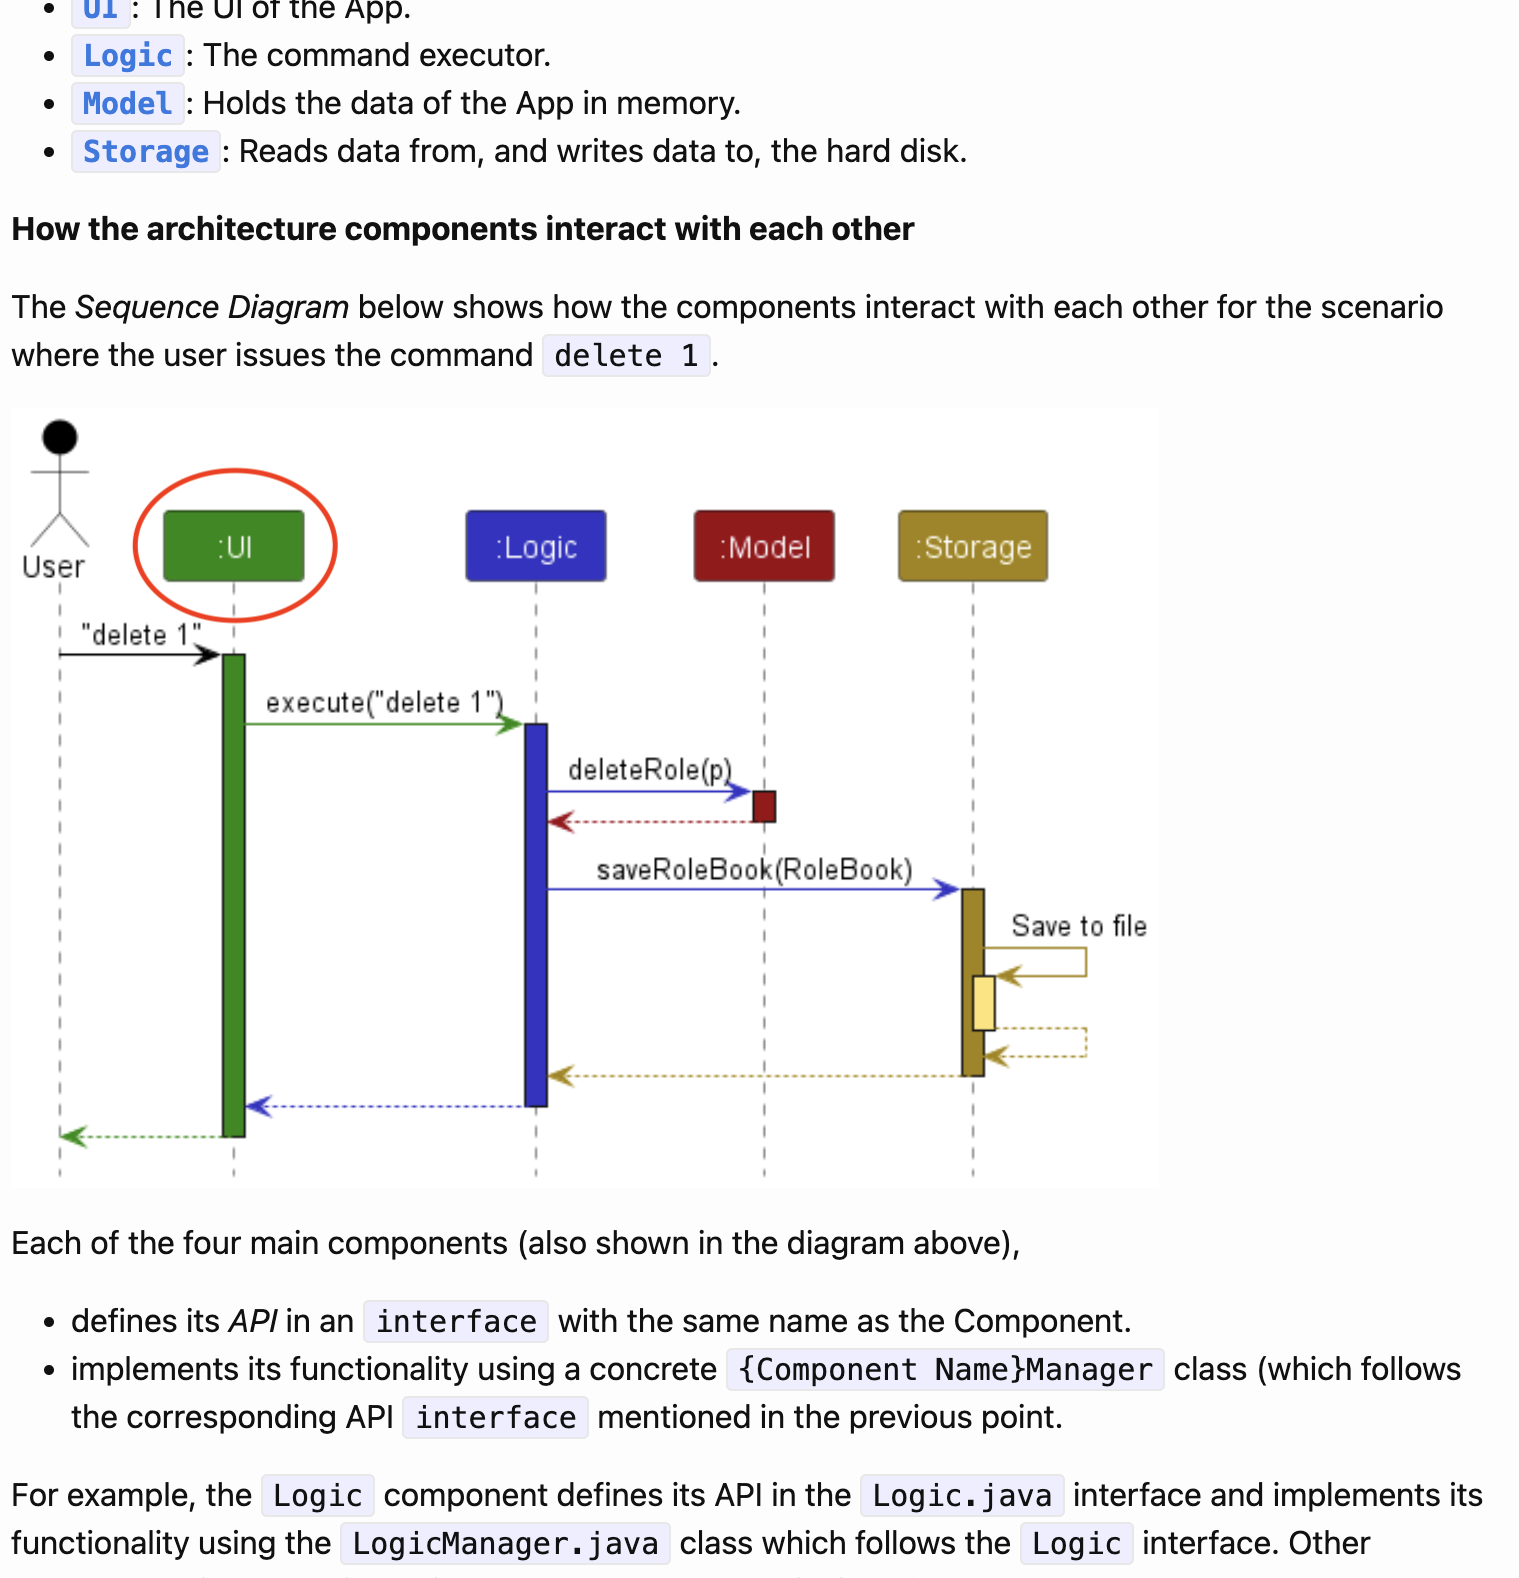 UI : The UI of the App.
Logic : The command executor.
Model : Holds the data of the App in memory.
Storage : Reads data from, and writes data to, the hard disk.
How the architecture components interact with each other
The Sequence Diagram below shows how the components interact with each other for the scenario
where the user issues the command delete 1 .
User
:UI
:Logic
:Model
:Storage
"delete 1"
execute("delete 1")
deleteRole(p)
saveRoleBook(RoleBook)
Save to file
Each of the four main components (also shown in the diagram above),
defines its API in an interface with the same name as the Component.
implements its functionality using a concrete {Component Name}Manager class (which follows
the corresponding API interface mentioned in the previous point.
For example, the Logic component defines its API in the Logic.java interface and implements its
functionality using the LogicManager.java class which follows the Logic interface. Other